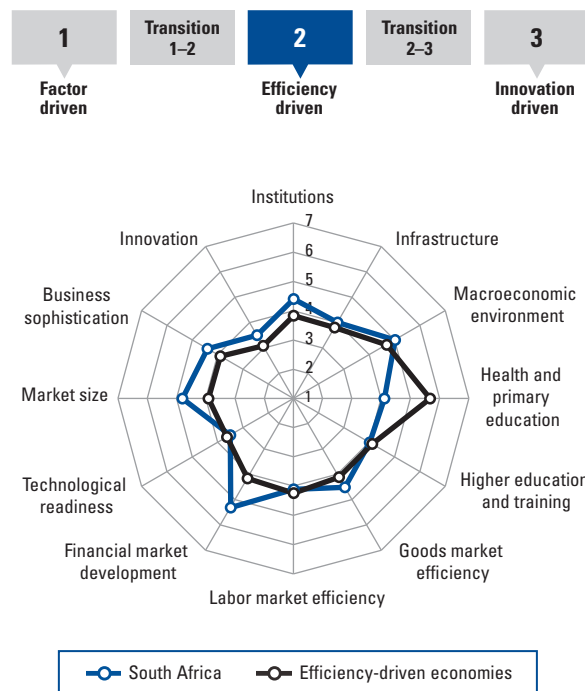 1
Transition
1–2
2
Transition
2–3
3
Factor
driven
Efficiency
driven
Innovation
driven
Institutions
7
6
5
4
3
2
1
Innovation
Infrastructure
Business
sophistication
Macroeconomic
environment
Market size
Health and
primary
education
Technological
readiness
Higher education
and training
Financial market
development
Goods market
efficiency
Labor market efficiency
South Africa
Efficiency-driven economies